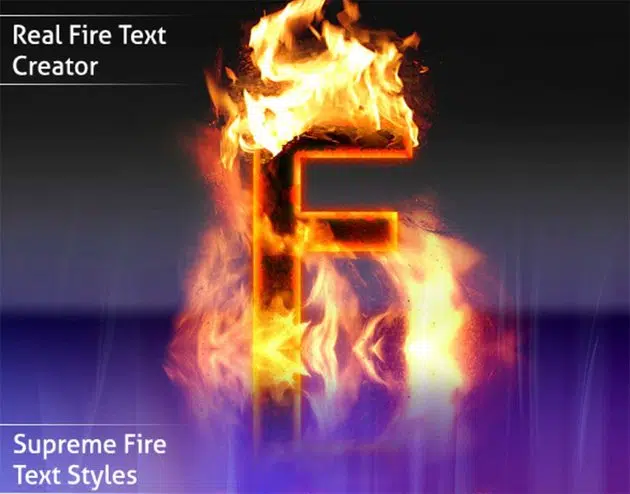 Real Fire Text
Creator
F
Supreme Fire
Text Styles